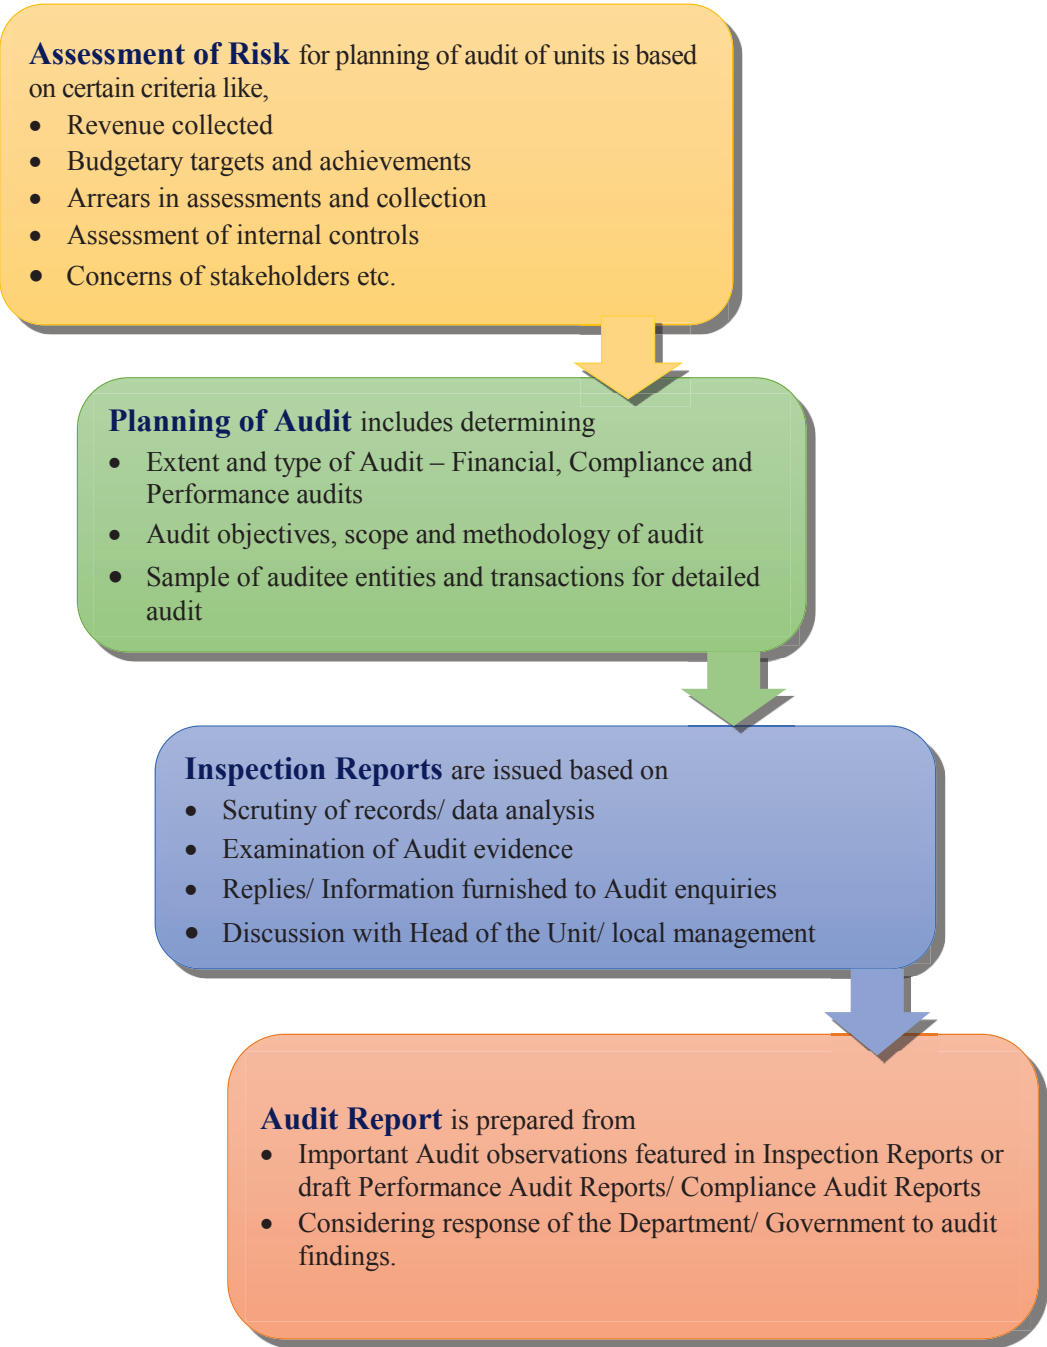 Assessment of Risk for planning of audit of units is based
on certain criteria like,
• Revenue collected
• Budgetary targets and achievements
• Arrears in assessments and collection
• Assessment of internal controls
• Concerns of stakeholders etc.
Planning of Audit includes determining
• Extent and type of Audit – Financial, Compliance and
Performance audits
• Audit objectives, scope and methodology of audit
• Sample of auditee entities and transactions for detailed
audit
Inspection Reports are issued based on
• Scrutiny of records/ data analysis
• Examination of Audit evidence
• Replies/ Information furnished to Audit enquiries
• Discussion with Head of the Unit/ local management
Audit Report is prepared from
• Important Audit observations featured in Inspection Reports or
draft Performance Audit Reports/ Compliance Audit Reports
• Considering response of the Department/ Government to audit
findings.